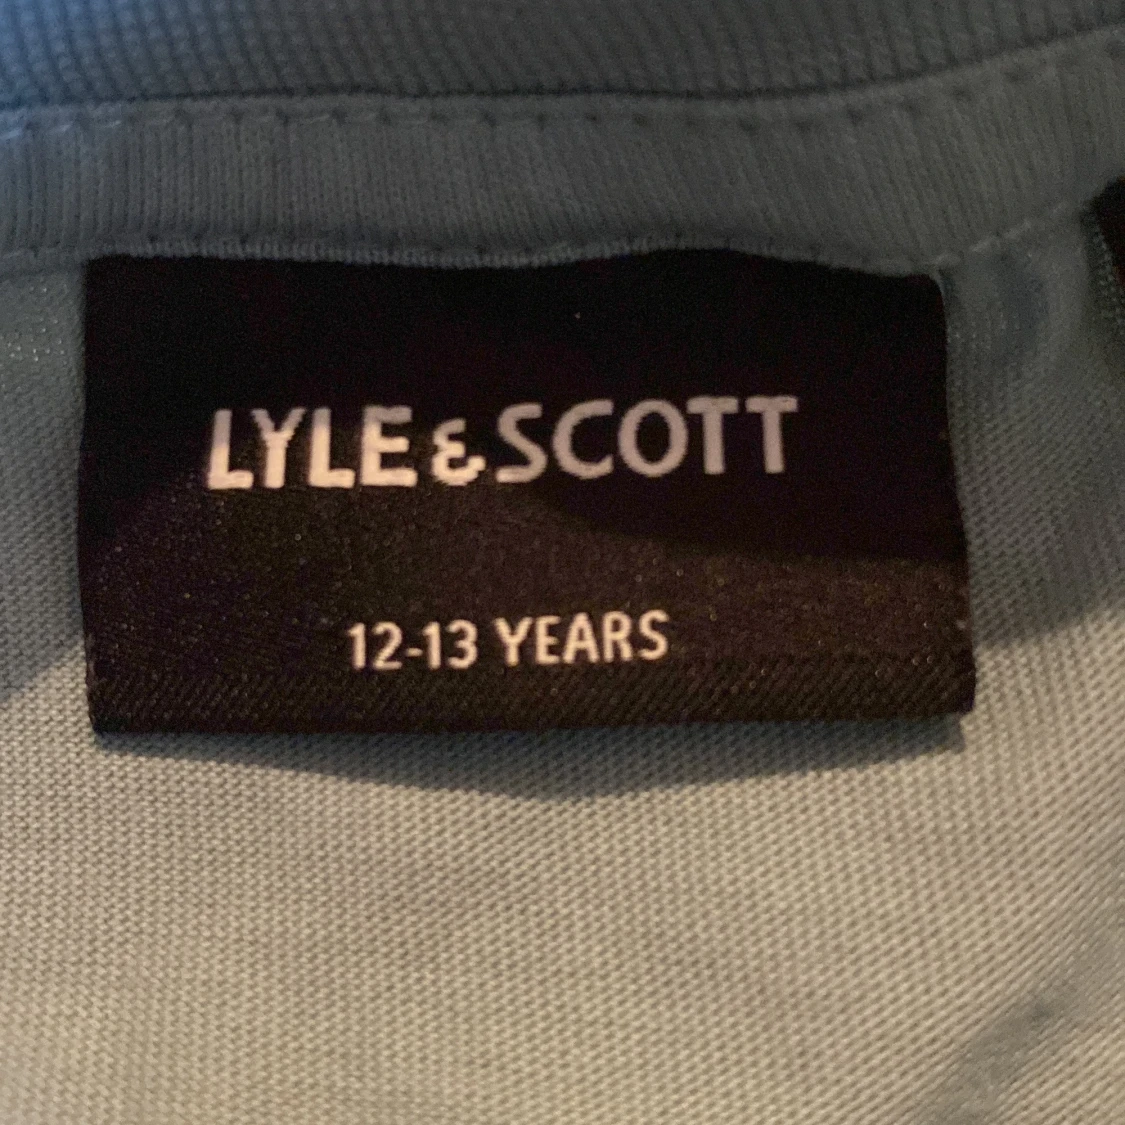 LYLE & SCOTT
12-13 YEARS